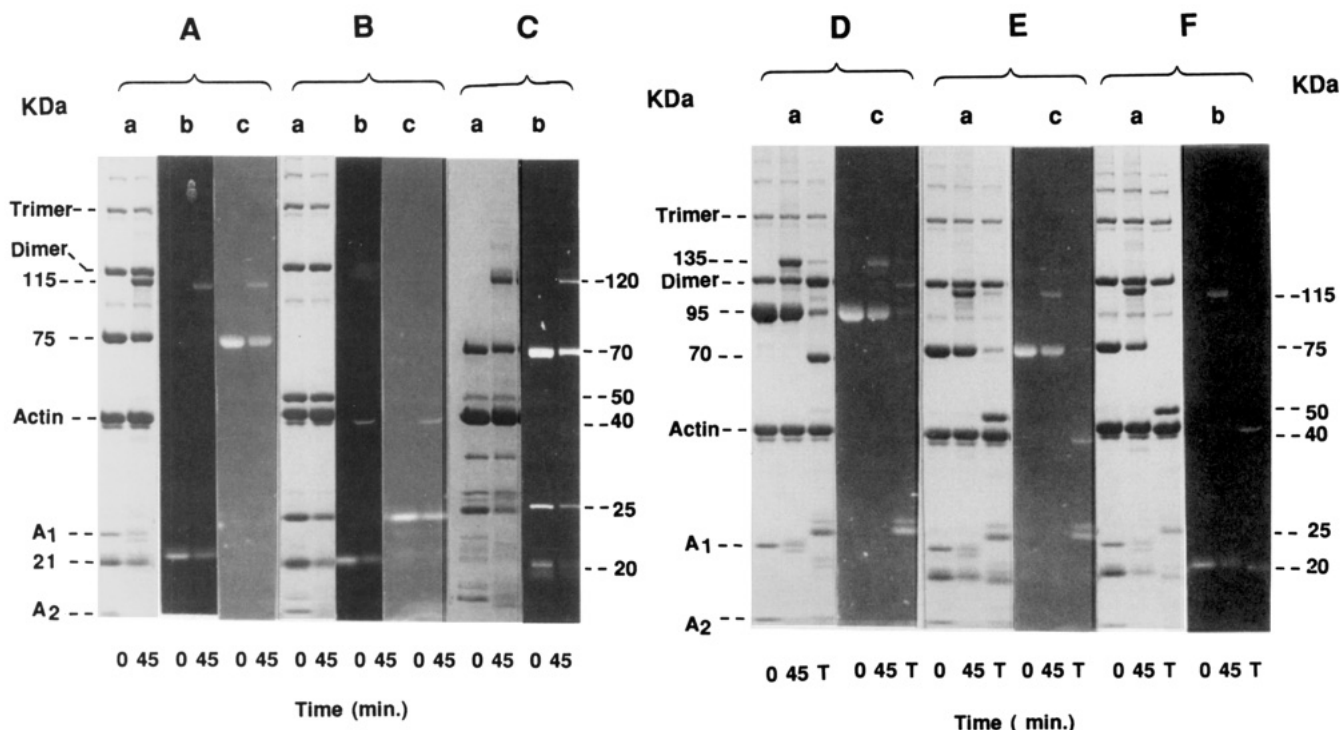 A B C D E F
KDa a b c a b c a b KDa a c a c a b KDa
Trimer
Dimer
115
75
Actin
A1
21
A2
120
70
50
40
25
20
Trimer
135
Dimer
95
70
Actin
A1
A2
115
75
50
40
25
20
0 45 0 45 0 45 0 45 0 45 0 45 0 45 0 45
Time (min.)
0 45 T 0 45 T 0 45 T 0 45 T 0 45 T 0 45 T
Time ( min.)